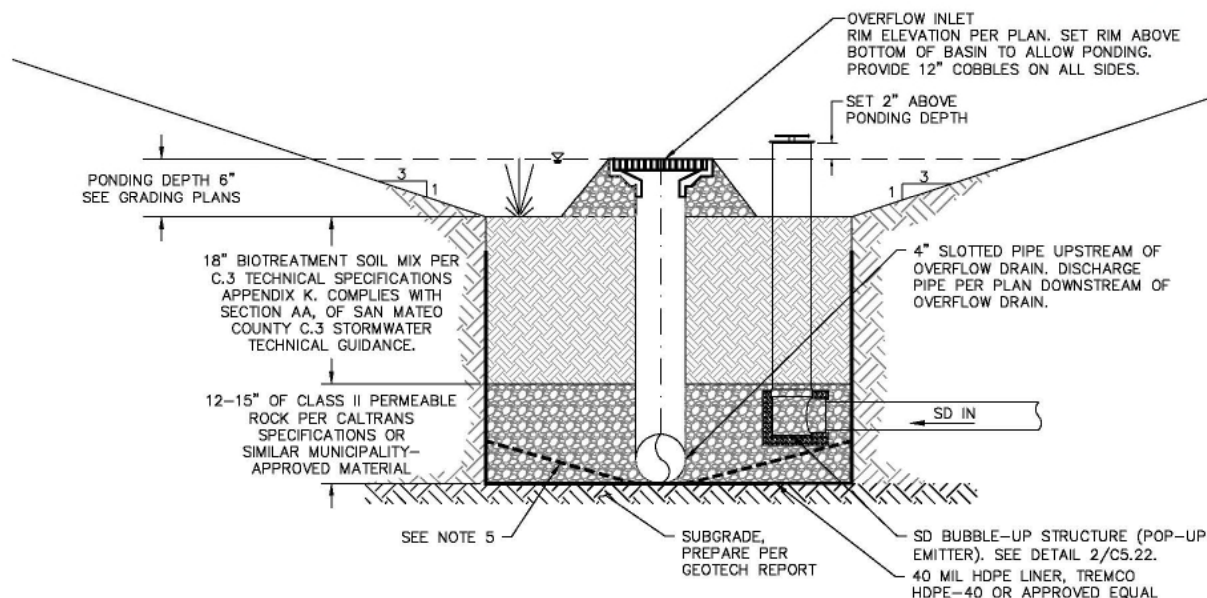 OVERFLOW INLET
RIM ELEVATION PER PLAN. SET RIM ABOVE
BOTTOM OF BASIN TO ALLOW PONDING.
PROVIDE 12" COBBLES ON ALL SIDES.
SET 2" ABOVE
PONDING DEPTH
PONDING DEPTH 6"
SEE GRADING PLANS
3
1
3
1
18" BIOTREATMENT SOIL MIX PER
C.3 TECHNICAL SPECIFICATIONS
APPENDIX K. COMPLIES WITH
SECTION AA, OF SAN MATEO
COUNTY C.3 STORMWATER
TECHNICAL GUIDANCE.
4" SLOTTED PIPE UPSTREAM OF
OVERFLOW DRAIN. DISCHARGE
PIPE PER PLAN DOWNSTREAM OF
OVERFLOW DRAIN.
12-15" OF CLASS II PERMEABLE
ROCK PER CALTRANS
SPECIFICATIONS OR
SIMILAR MUNICIPALITY-
APPROVED MATERIAL
SD IN
SEE NOTE 5
SUBGRADE,
PREPARE PER
GEOTECH REPORT
SD BUBBLE-UP STRUCTURE (POP-UP
EMITTER). SEE DETAIL 2/C5.22.
40 MIL HDPE LINER, TREMCO
HDPE-40 OR APPROVED EQUAL